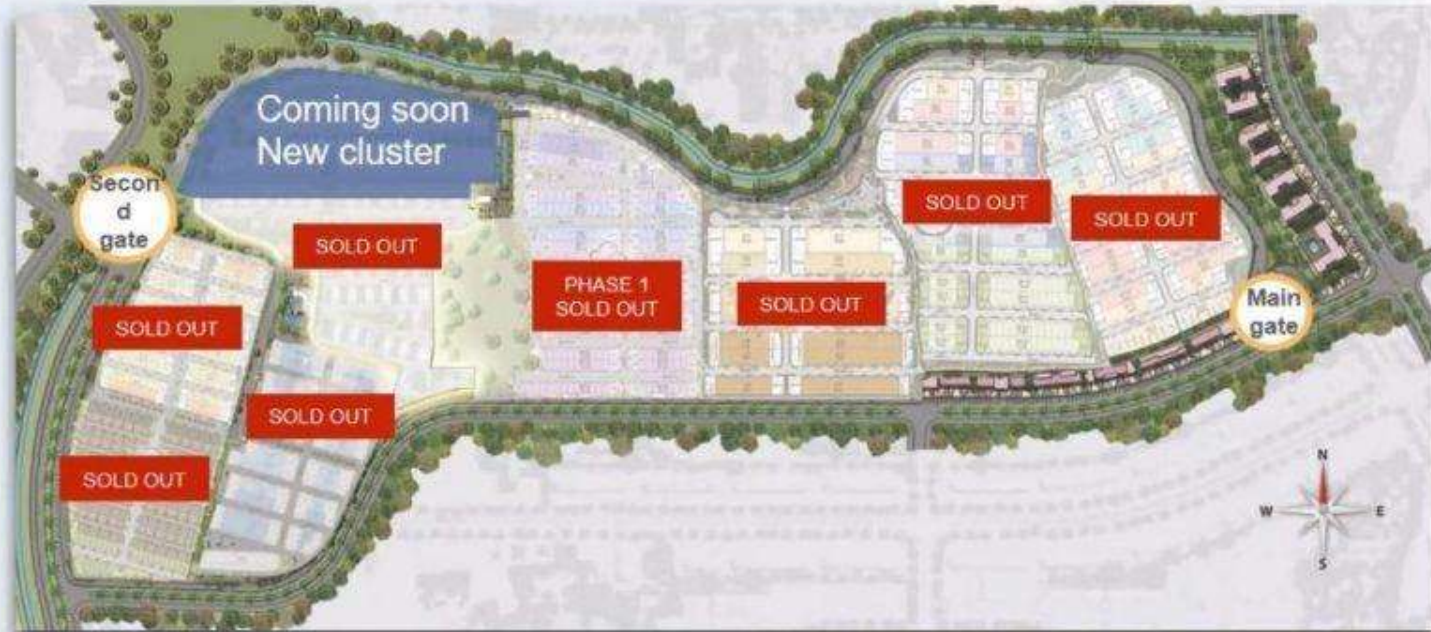 Coming soon
New cluster
Secon
d
gate
SOLD OUT
SOLD OUT
SOLD OUT
PHASE 1
SOLD OUT
SOLD OUT
Main
gate
SOLD OUT
SOLD OUT
SOLD OUT
SOLD OUT
N
W
E
S